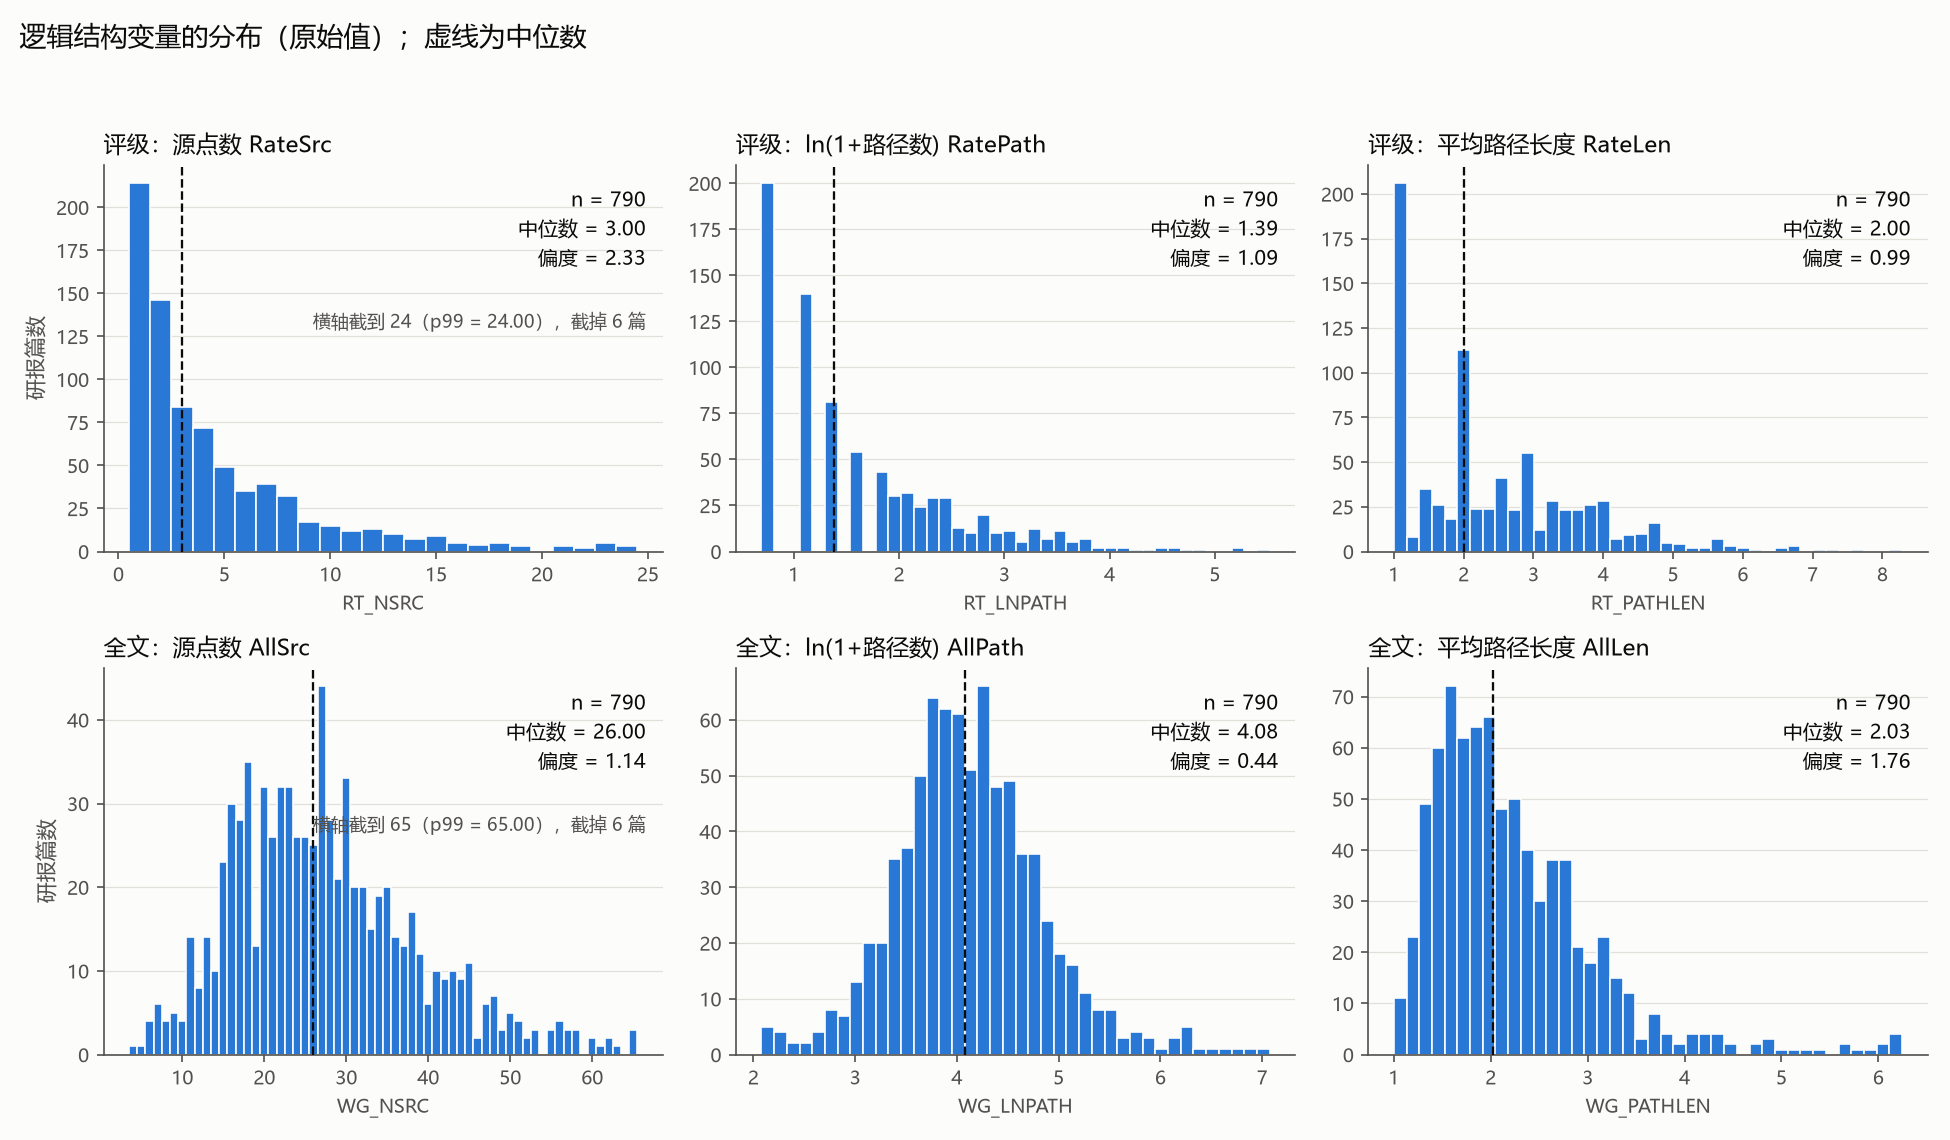 逻辑结构变量的分布（原始值）；虚线为中位数
评级：源点数 RateSrc
n = 790
中位数 = 3.00
偏度 = 2.33
横轴截到 24（p99 = 24.00），截掉 6 篇
研报篇数
0
25
50
75
100
125
150
175
200
0
5
10
15
20
25
RT_NSRC
评级：ln(1+路径数) RatePath
n = 790
中位数 = 1.39
偏度 = 1.09
0
25
50
75
100
125
150
175
200
1
2
3
4
5
RT_LNPATH
评级：平均路径长度 RateLen
n = 790
中位数 = 2.00
偏度 = 0.99
0
25
50
75
100
125
150
175
200
1
2
3
4
5
6
7
8
RT_PATHLEN
全文：源点数 AllSrc
n = 790
中位数 = 26.00
偏度 = 1.14
横轴截到 65（p99 = 65.00），截掉 6 篇
研报篇数
0
10
20
30
40
10
20
30
40
50
60
WG_NSRC
全文：ln(1+路径数) AllPath
n = 790
中位数 = 4.08
偏度 = 0.44
0
10
20
30
40
50
60
2
3
4
5
6
7
WG_LNPATH
全文：平均路径长度 AllLen
n = 790
中位数 = 2.03
偏度 = 1.76
0
10
20
30
40
50
60
70
1
2
3
4
5
6
WG_PATHLEN